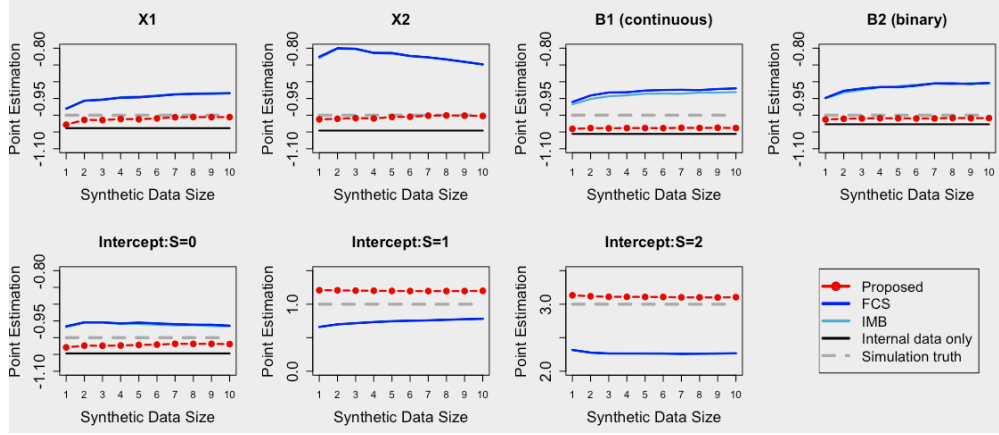 X1
X2
B1 (continuous)
B2 (binary)
Point Estimation
-0.80
-0.95
-1.10
1 2 3 4 5 6 7 8 9 10
Synthetic Data Size
Point Estimation
-0.80
-0.95
-1.10
1 2 3 4 5 6 7 8 9 10
Synthetic Data Size
Point Estimation
-0.80
-0.95
-1.10
1 2 3 4 5 6 7 8 9 10
Synthetic Data Size
Point Estimation
-0.80
-0.95
-1.10
1 2 3 4 5 6 7 8 9 10
Synthetic Data Size
Intercept:S=0
Intercept:S=1
Intercept:S=2
Point Estimation
-0.80
-0.95
-1.10
1 2 3 4 5 6 7 8 9 10
Synthetic Data Size
Point Estimation
1.0
0.0
1 2 3 4 5 6 7 8 9 10
Synthetic Data Size
Point Estimation
3.0
2.0
1 2 3 4 5 6 7 8 9 10
Synthetic Data Size
Proposed
FCS
IMB
Internal data only
Simulation truth